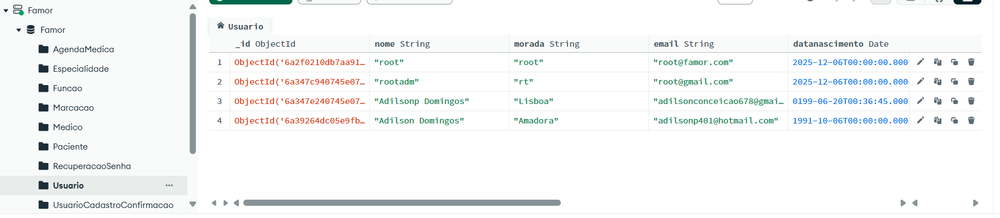 Famor
Famor
AgendaMedica
Especialidade
Funcao
Marcacao
Medico
Paciente
RecuperacaoSenha
Usuario ...
UsuarioCadastroConfirmacao
Usuario
_id ObjectId nome String morada String email String datanascimento Date
1 ObjectId('6a2f0210db7aa91… "root" "root" "root@famor.com" 2025-12-06T00:00:00.000
2 ObjectId('6a347c940745e07… "rootadm" "rt" "root@gmail.com" 2025-12-06T00:00:00.000
3 ObjectId('6a347e240745e07… "Adilsonp Domingos" "Lisboa" "adilsonconceicao678@gmai… 0199-06-20T00:36:45.000
4 ObjectId('6a39264dc05e9fb… "Adilson Domingos" "Amadora" "adilsonp401@hotmail.com" 1991-10-06T00:00:00.000